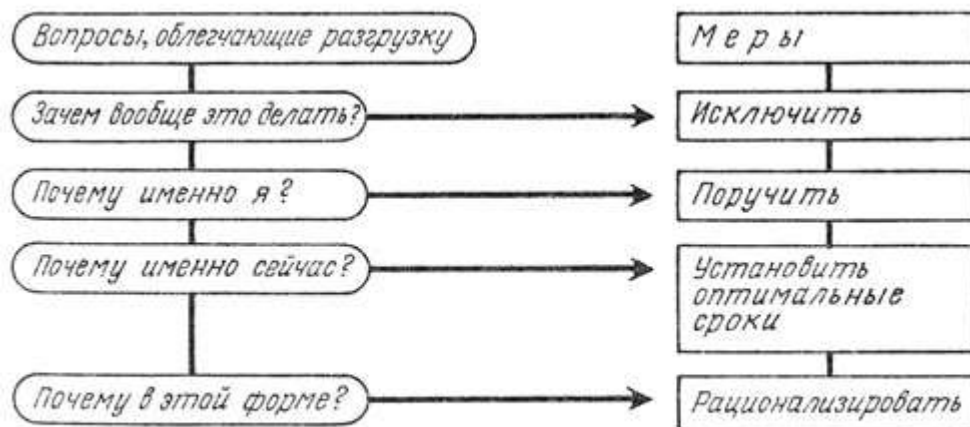 Вопросы, облегчающие разгрузку
Меры
Зачем вообще это делать?
Исключить
Почему именно я?
Поручить
Почему именно сейчас?
Установить
оптимальные
сроки
Почему в этой форме?
Рационализировать